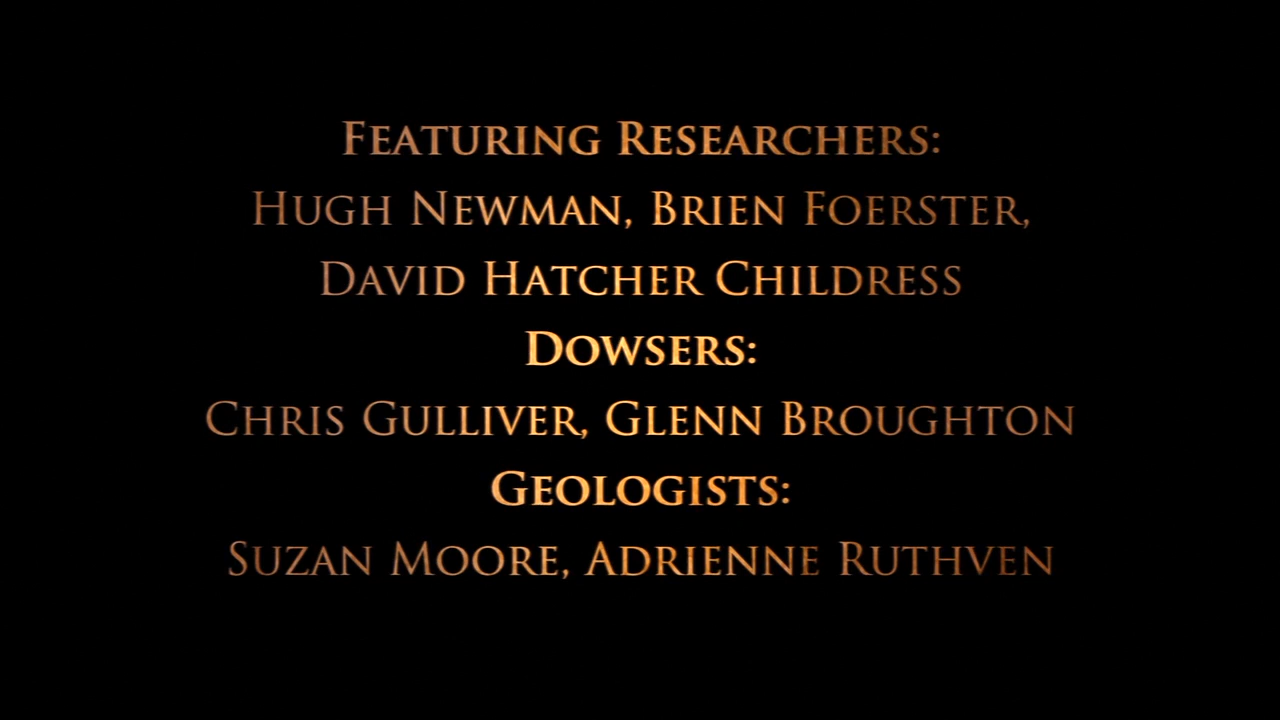 Featuring Researchers:
Hugh Newman, Brien Foerster,
David Hatcher Childress
Dowsers:
Chris Gulliver, Glenn Broughton
Geologists:
Suzan Moore, Adrienne Ruthven